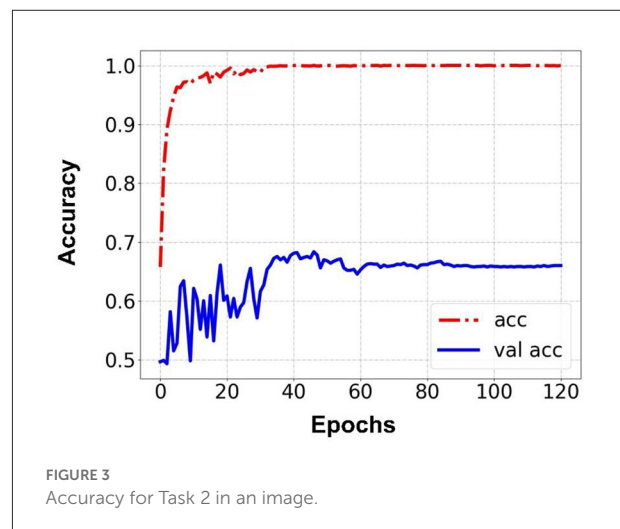 1.0
0.9
0.8
0.7
0.6
0.5
Accuracy
acc
val acc
0 20 40 60 80 100 120
Epochs
FIGURE 3
Accuracy for Task 2 in an image.